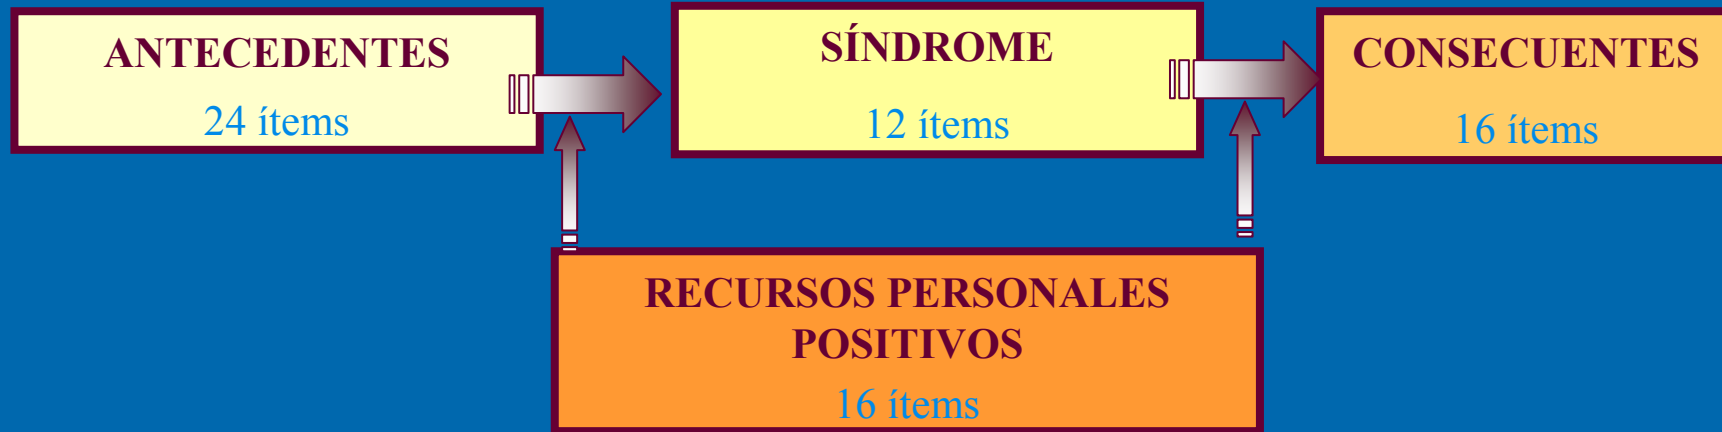 ANTECEDENTES
24 ítems
SÍNDROME
12 ítems
CONSECUENTES
16 ítems
RECURSOS PERSONALES
POSITIVOS
16 ítems